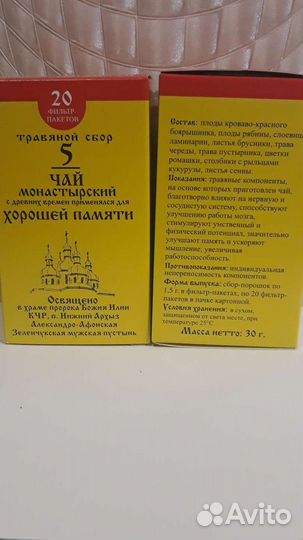 20
ФИЛЬТР-
ПАКЕТОВ
травяной сбор
5
ЧАЙ
монастырский
с древних времен применялся для
хорошей памяти
Освящено
в храме пророка Божия Илии
КЧР, п. Нижний Архыз
Александро-Афонская
Зеленчукская мужская пустынь
Состав: плоды кроваво-красного
боярышника, плоды рябины, слоевища
ламинарии, листья брусники, трава
череды, трава пустырника, цветки
ромашки, столбики с рыльцами
кукурузы, листья сенны.
Показания: травяные компоненты,
на основе которых приготовлен чай,
благотворно влияют на нервную и
сосудистую систему, способствуют
улучшению работы мозга,
стимулируют умственный и
физический потенциал, значительно
улучшают память и ускоряют
мышление, увеличивая
работоспособность.
Противопоказания: индивидуальная
непереносимость компонентов.
Форма выпуска: сбор-порошок по
1,5 г. в фильтр-пакетах, по 20 фильтр-
пакетов в пачке картонной.
Условия хранения: в сухом,
защищенном от света месте, при
температуре 25°С
Масса нетто: 30 г.
Avito